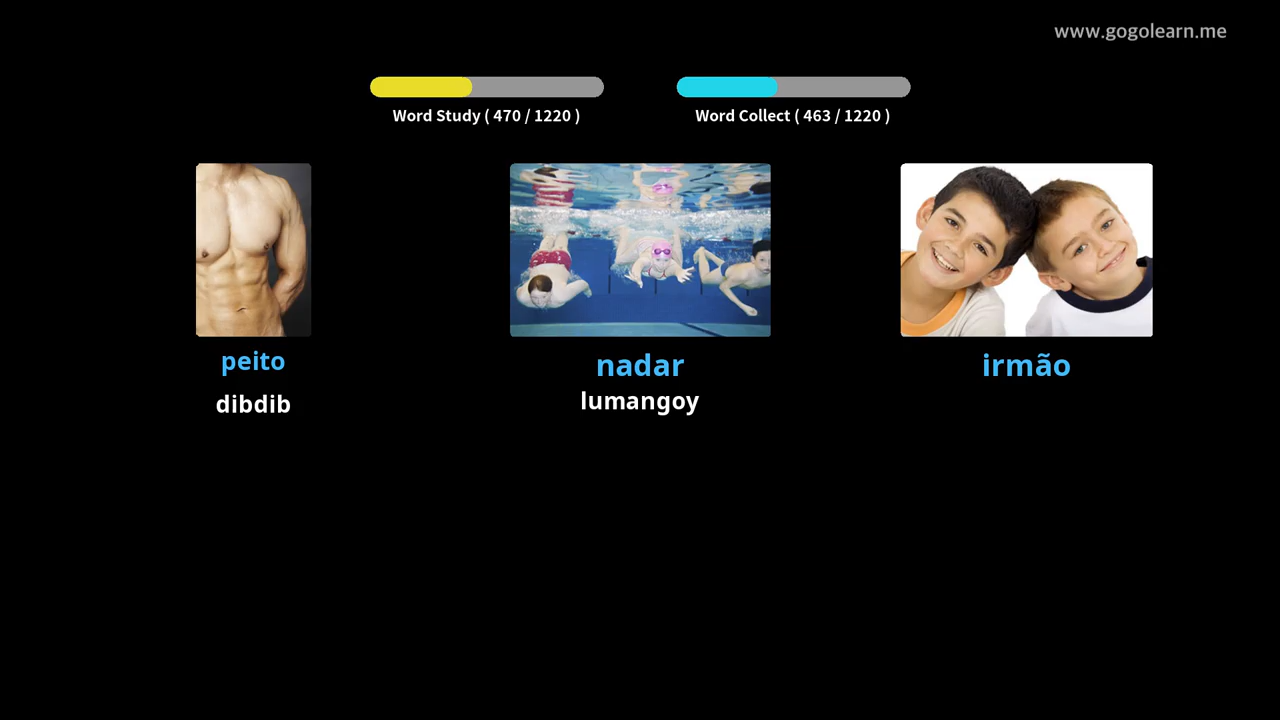 www.gogolearn.me
Word Study ( 470 / 1220 )
Word Collect ( 463 / 1220 )
peito
dibdib
nadar
lumangoy
irmão